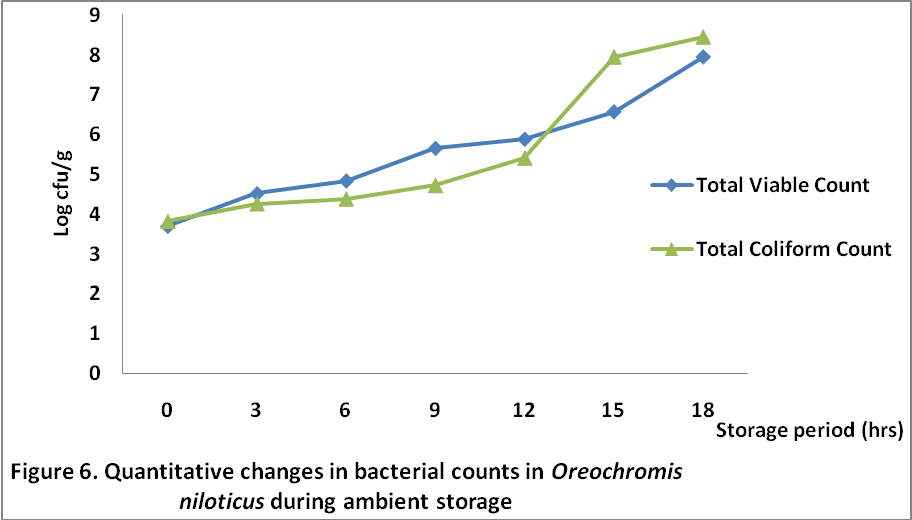 9
8
7
6
5
4
3
2
1
0
Log cfu/g
0 3 6 9 12 15 18
Storage period (hrs)
Total Viable Count
Total Coliform Count
Figure 6. Quantitative changes in bacterial counts in Oreochromis
niloticus during ambient storage